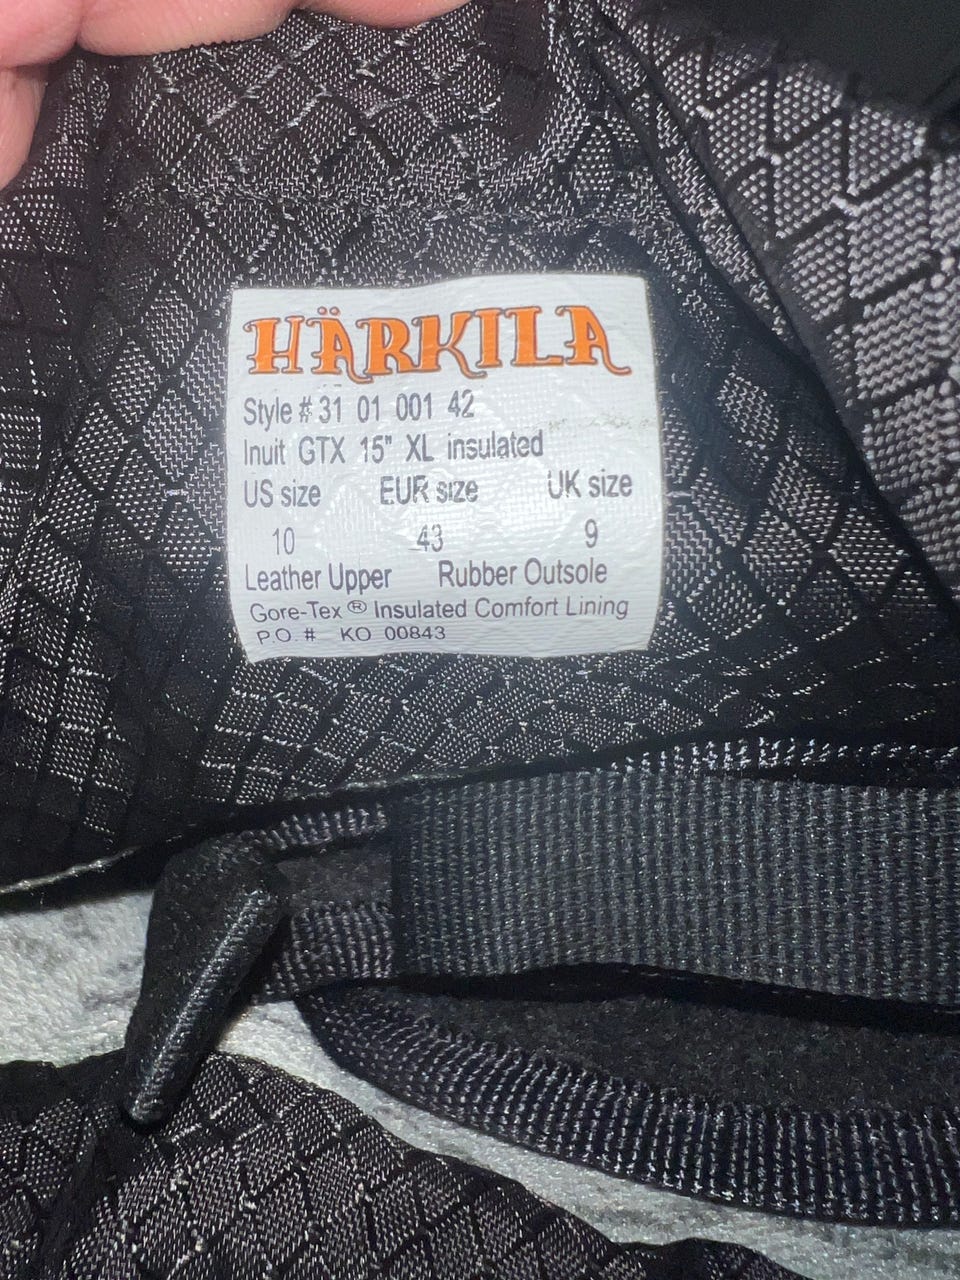 HÄRKILA
Style # 31 01 001 42
Inuit GTX 15" XL insulated
US size EUR size UK size
10 43 9
Leather Upper Rubber Outsole
Gore-Tex ® Insulated Comfort Lining
P.O. # KO 00843